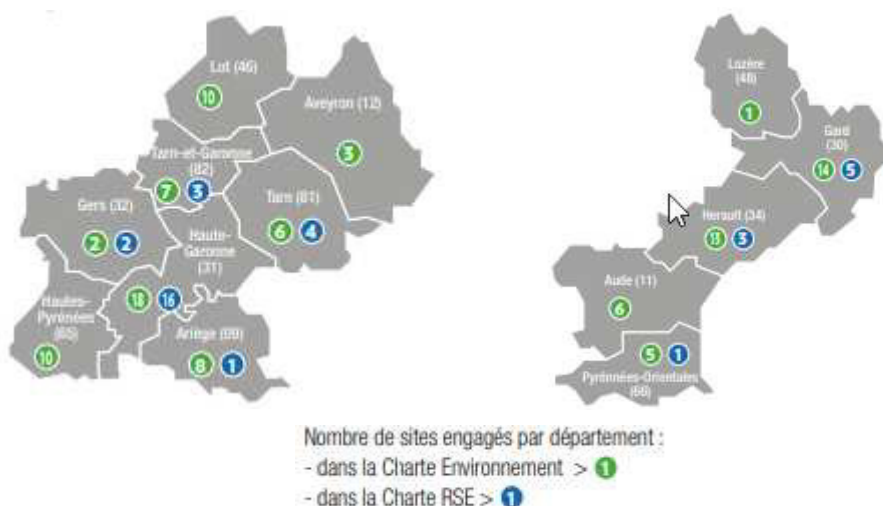 Lot (46)
10
Aveyron (12)
3
Tarn-et-Garonne
(82)
7 3
Tarn (81)
6 4
Gers (32)
2 2
Haute-
Garonne
(31)
18 16
Hautes-
Pyrénées
(65)
10
Ariège (09)
8 1
Lozère
(48)
1
Gard
(30)
14 5
Hérault (34)
13 3
Aude (11)
6
5 1
Pyrénnées-Orientales
(66)
Nombre de sites engagés par département :
- dans la Charte Environnement > 1
- dans la Charte RSE > 1